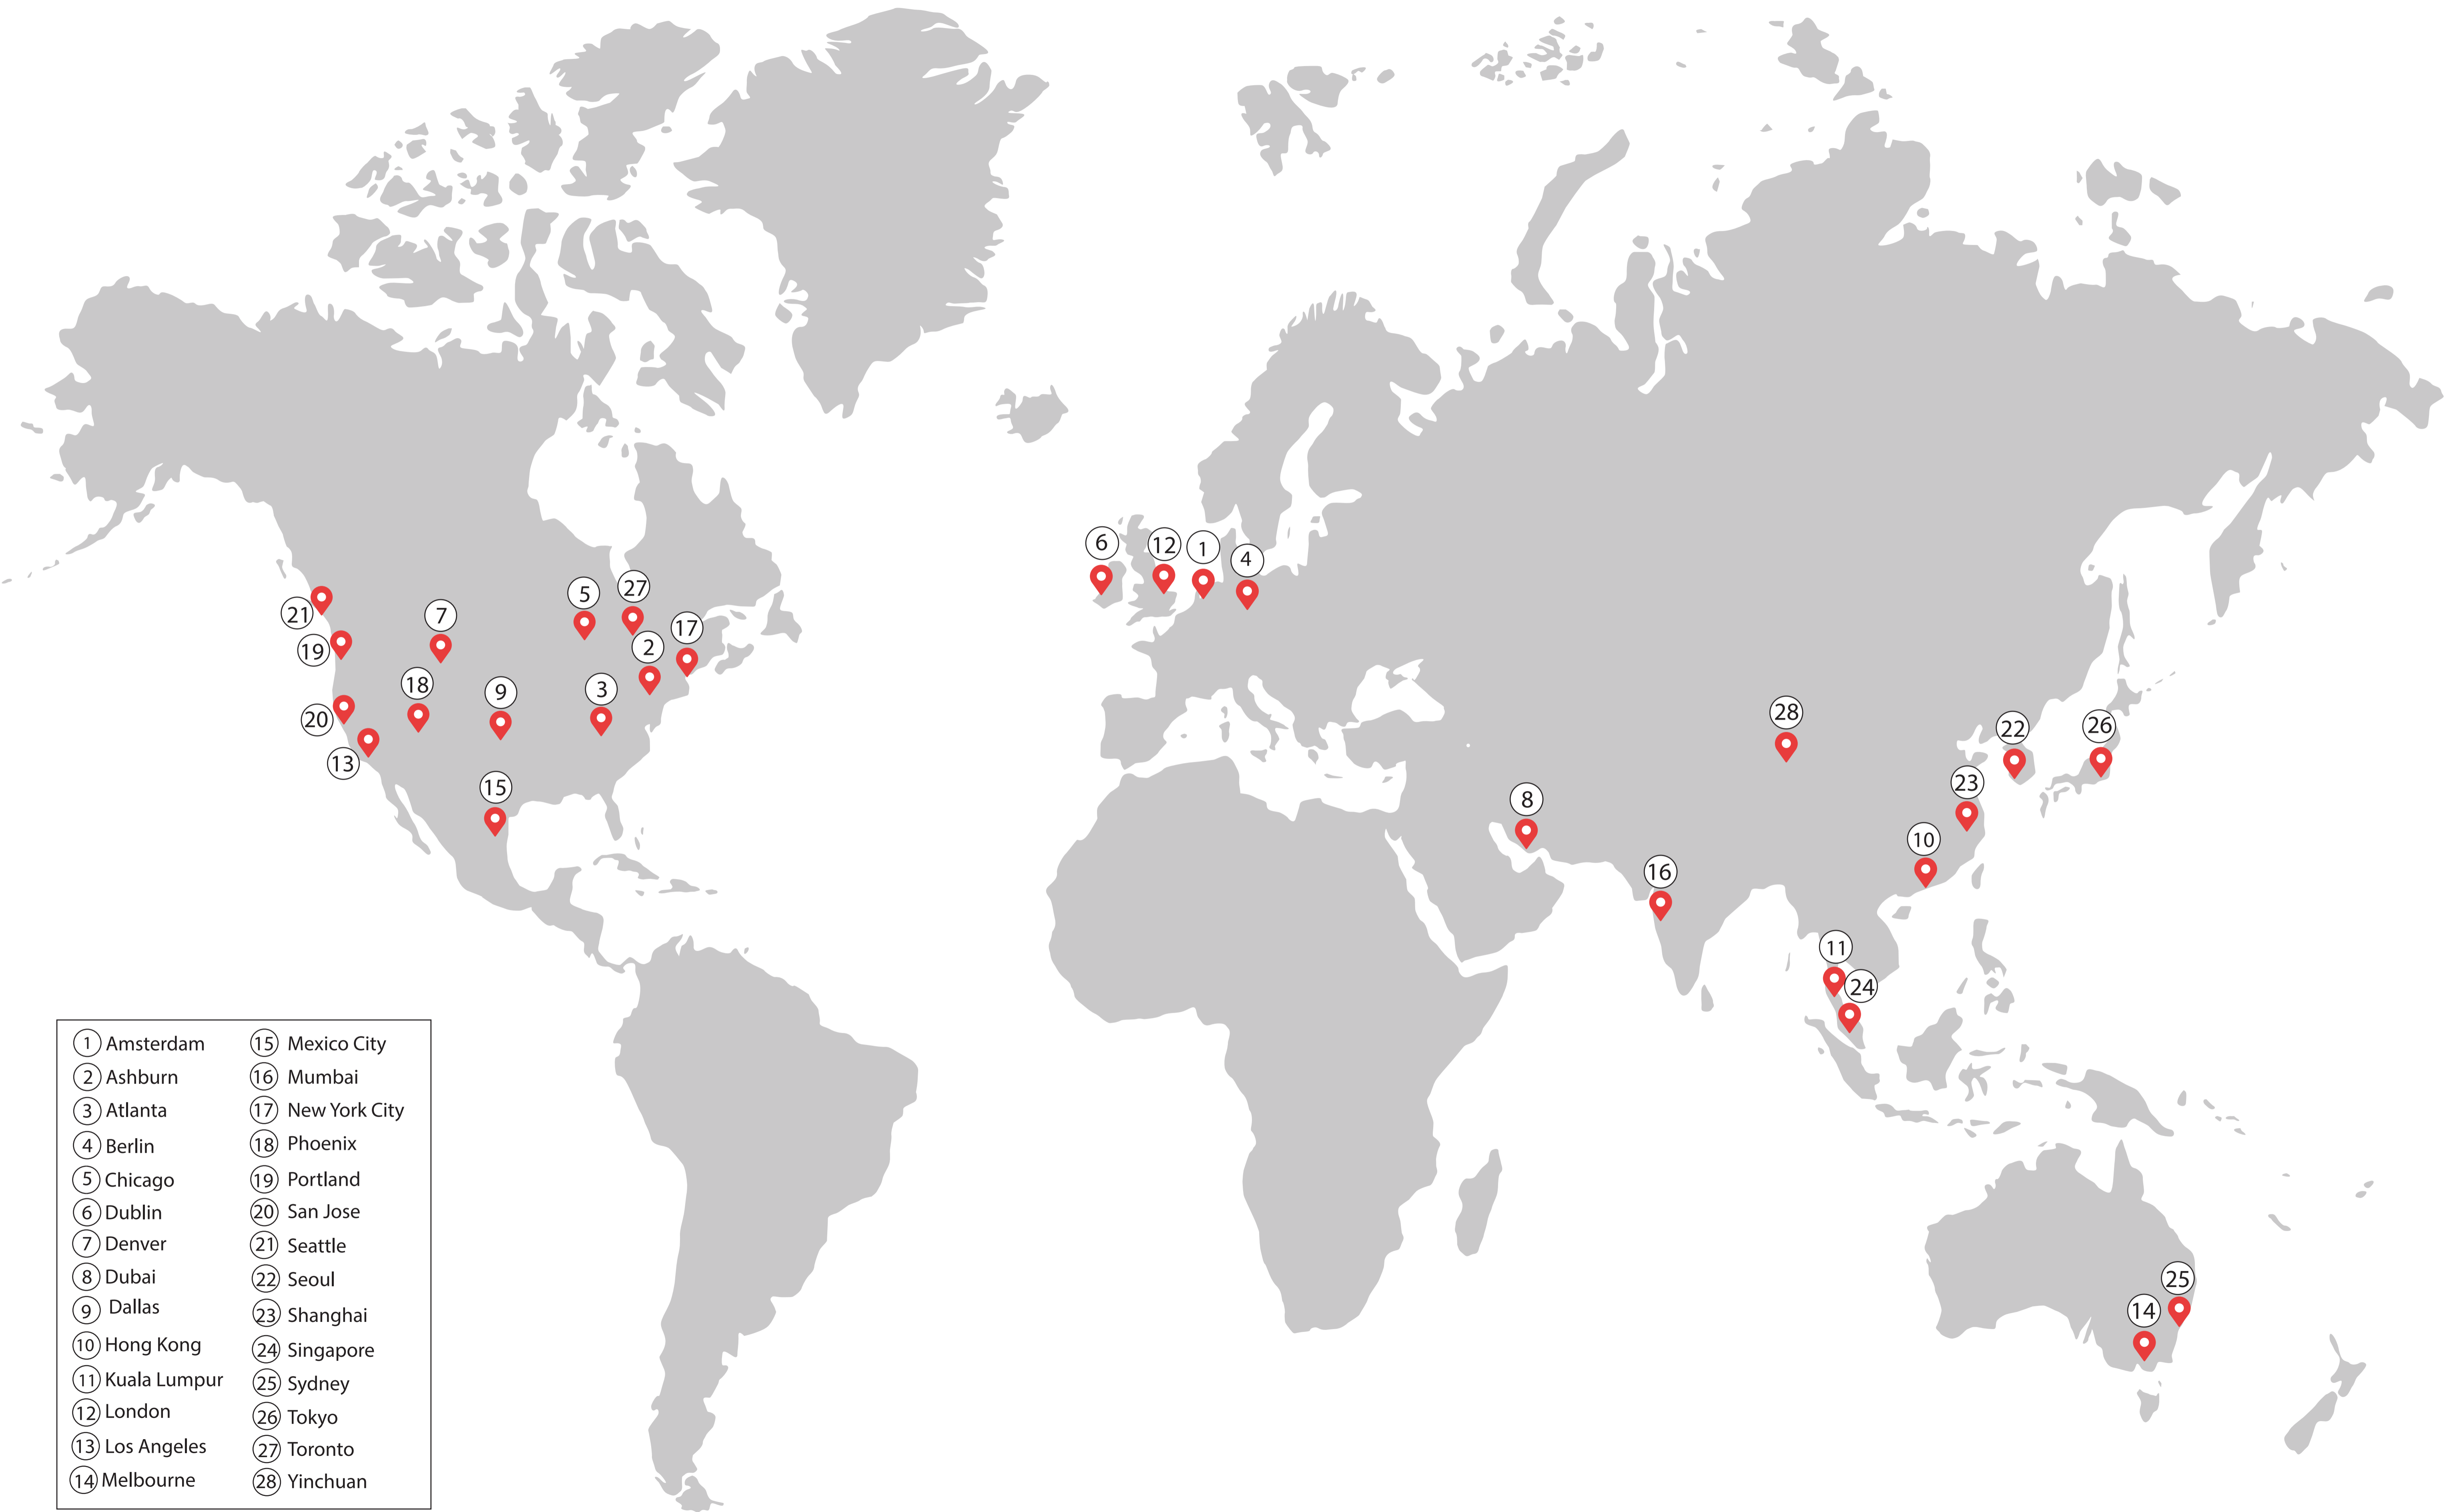 6
12
1
4
21
7
5
27
19
17
2
18
9
3
20
13
15
28
22
26
23
8
10
16
11
24
25
14
1 Amsterdam
2 Ashburn
3 Atlanta
4 Berlin
5 Chicago
6 Dublin
7 Denver
8 Dubai
9 Dallas
10 Hong Kong
11 Kuala Lumpur
12 London
13 Los Angeles
14 Melbourne
15 Mexico City
16 Mumbai
17 New York City
18 Phoenix
19 Portland
20 San Jose
21 Seattle
22 Seoul
23 Shanghai
24 Singapore
25 Sydney
26 Tokyo
27 Toronto
28 Yinchuan